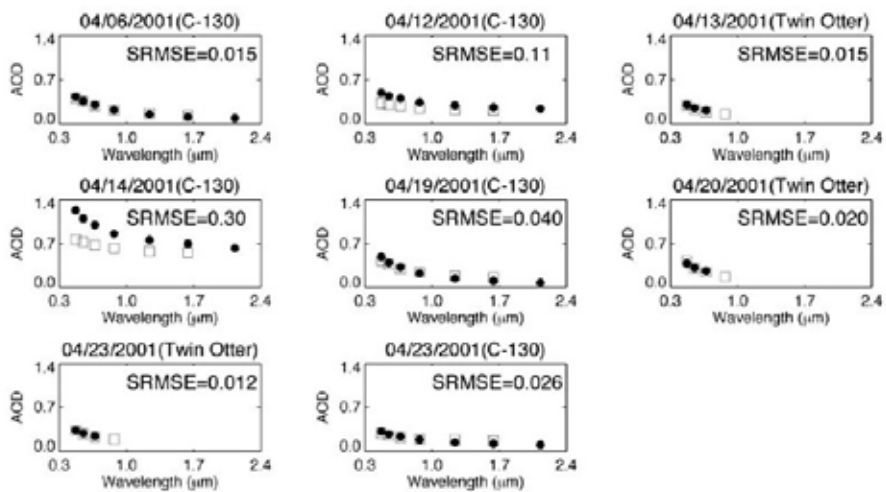 04/06/2001(C-130)
SRMSE=0.015
AOD
1.4
0.7
0.0
0.3 1.0 1.7 2.4
Wavelength (μm)
04/12/2001(C-130)
SRMSE=0.11
AOD
1.4
0.7
0.0
0.3 1.0 1.7 2.4
Wavelength (μm)
04/13/2001(Twin Otter)
SRMSE=0.015
AOD
1.4
0.7
0.0
0.3 1.0 1.7 2.4
Wavelength (μm)
04/14/2001(C-130)
SRMSE=0.30
AOD
1.4
0.7
0.0
0.3 1.0 1.7 2.4
Wavelength (μm)
04/19/2001(C-130)
SRMSE=0.040
AOD
1.4
0.7
0.0
0.3 1.0 1.7 2.4
Wavelength (μm)
04/20/2001(Twin Otter)
SRMSE=0.020
AOD
1.4
0.7
0.0
0.3 1.0 1.7 2.4
Wavelength (μm)
04/23/2001(Twin Otter)
SRMSE=0.012
AOD
1.4
0.7
0.0
0.3 1.0 1.7 2.4
Wavelength (μm)
04/23/2001(C-130)
SRMSE=0.026
AOD
1.4
0.7
0.0
0.3 1.0 1.7 2.4
Wavelength (μm)